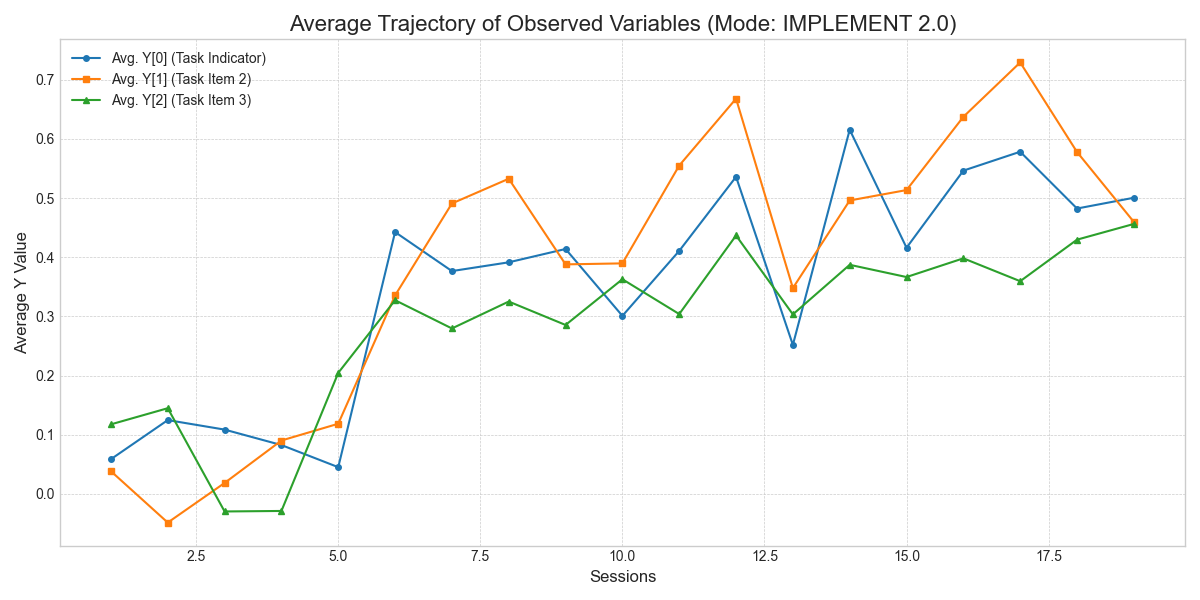 Average Trajectory of Observed Variables (Mode: IMPLEMENT 2.0)
Avg. Y[0] (Task Indicator)
Avg. Y[1] (Task Item 2)
Avg. Y[2] (Task Item 3)
Average Y Value
0.7
0.6
0.5
0.4
0.3
0.2
0.1
0.0
2.5 5.0 7.5 10.0 12.5 15.0 17.5
Sessions